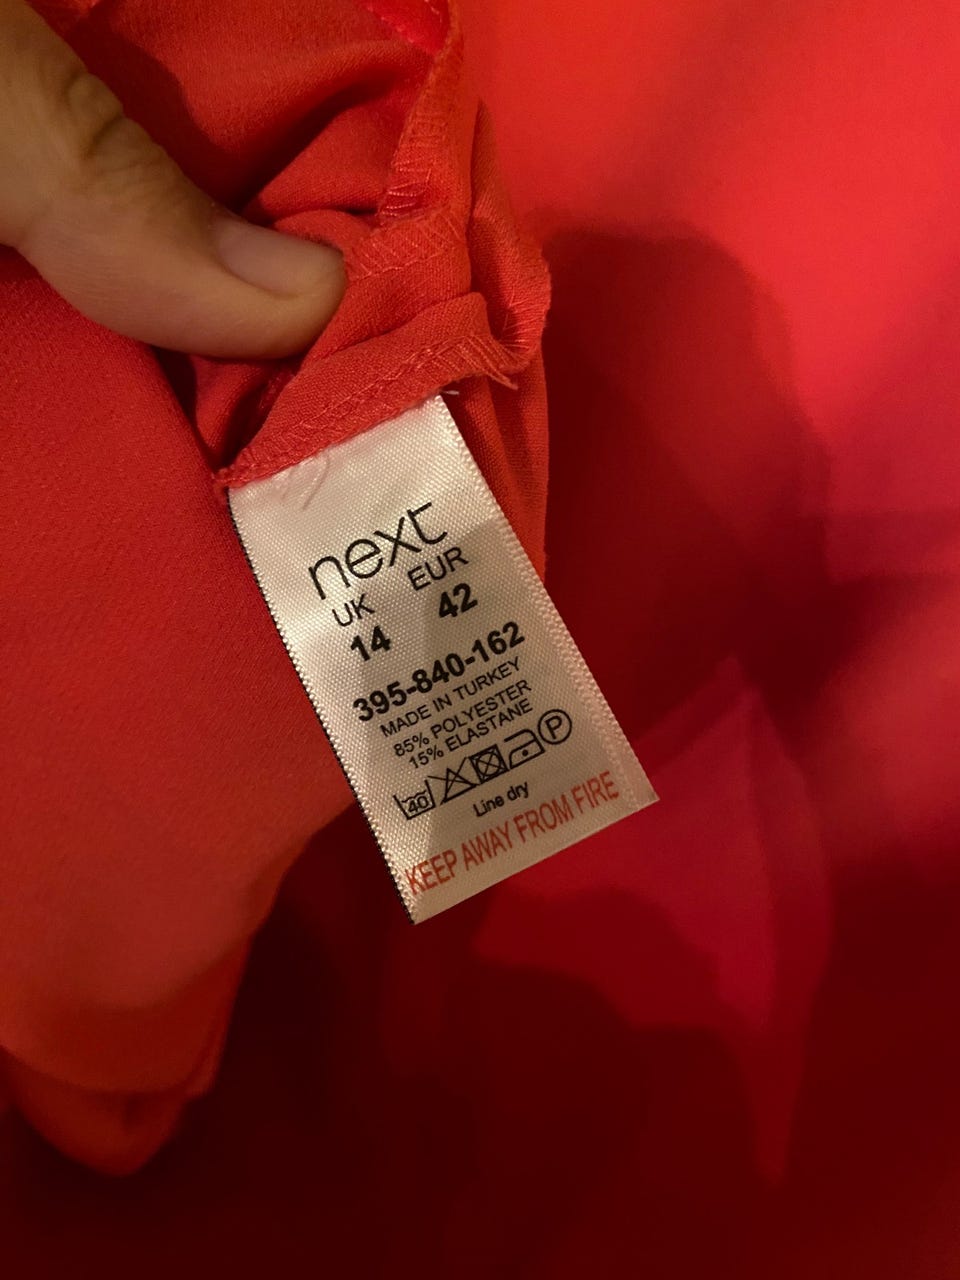 next
UK EUR
14 42
395-840-162
MADE IN TURKEY
85% POLYESTER
15% ELASTANE
40 P
Line dry
KEEP AWAY FROM FIRE